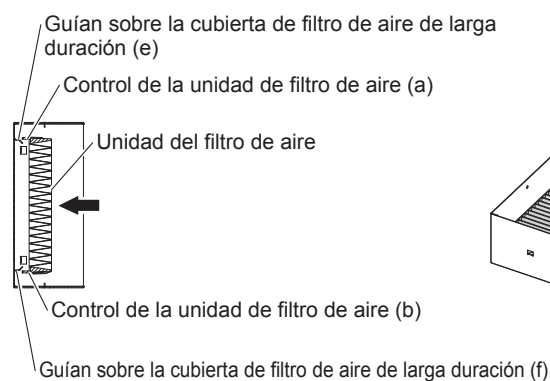 Guían sobre la cubierta de filtro de aire de larga
duración (e)
Control de la unidad de filtro de aire (a)
Unidad del filtro de aire
Control de la unidad de filtro de aire (b)
Guían sobre la cubierta de filtro de aire de larga duración (f)